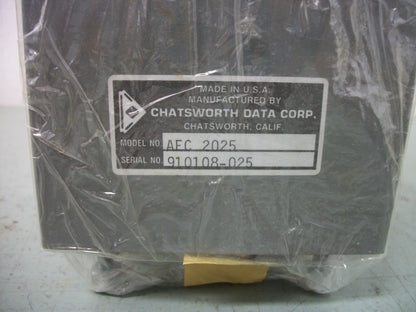 MADE IN U.S.A.
MANUFACTURED BY
CHATSWORTH DATA CORP.
CHATSWORTH, CALIF.
MODEL NO. AFC 2025
SERIAL NO. 910108-025